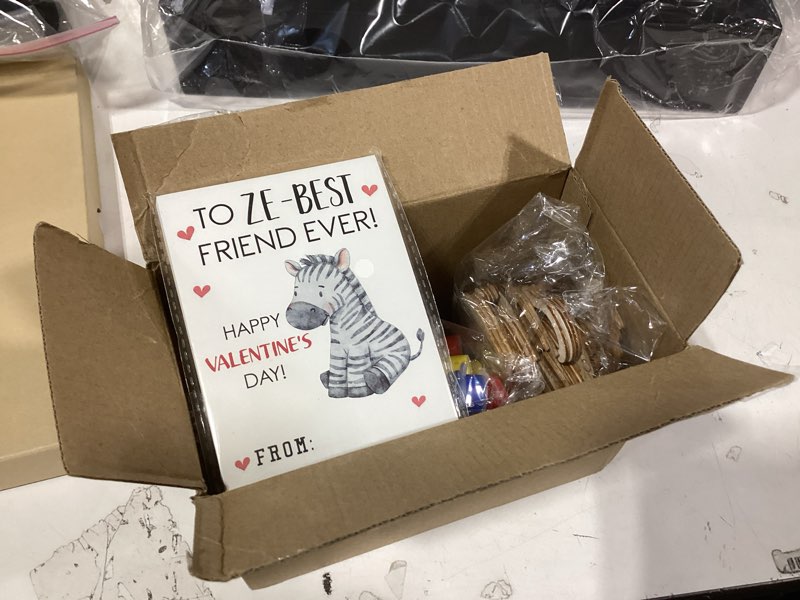 TO ZE-BEST
FRIEND EVER!
HAPPY
VALENTINE'S
DAY!
FROM: